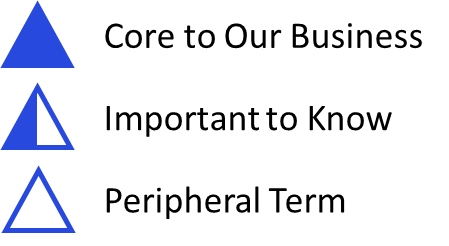 Core to Our Business
Important to Know
Peripheral Term